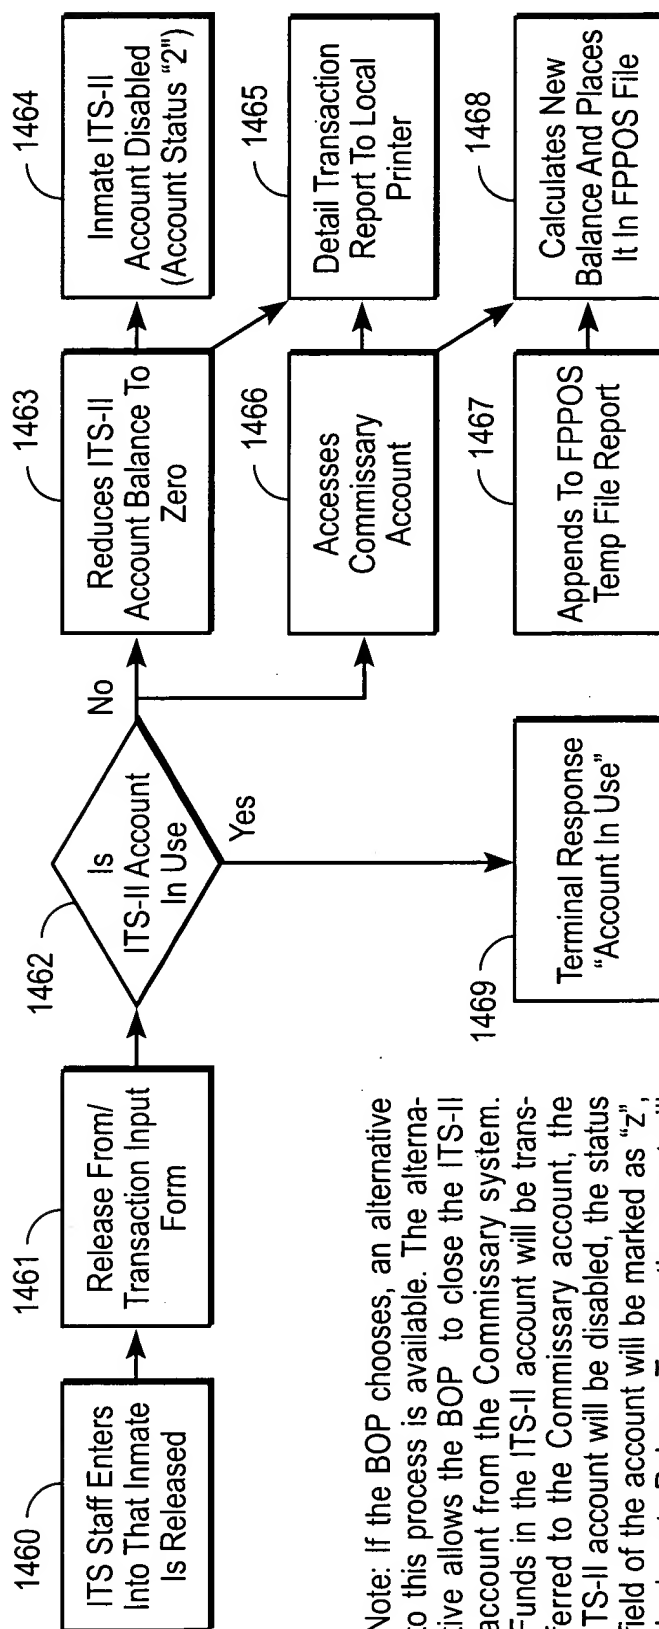 1460
ITS Staff Enters
Into That Inmate
Is Released
1461
Release From/
Transaction Input
Form
1462
Is
ITS-II Account
In Use
No
Yes
1463
Reduces ITS-II
Account Balance To
Zero
1464
Inmate ITS-II
Account Disabled
(Account Status "2")
1465
Detail Transaction
Report To Local
Printer
1466
Accesses
Commissary
Account
1467
Appends To FPPOS
Temp File Report
1468
Calculates New
Balance And Places
It In FPPOS File
1469
Terminal Response
"Account In Use"
Note: If the BOP chooses, an alternative
to this process is available. The alterna-
tive allows the BOP to close the ITS-II
account from the Commissary system.
Funds in the ITS-II account will be trans-
ferred to the Commissary account, the
TS-II account will be disabled, the status
field of the account will be marked as "z",